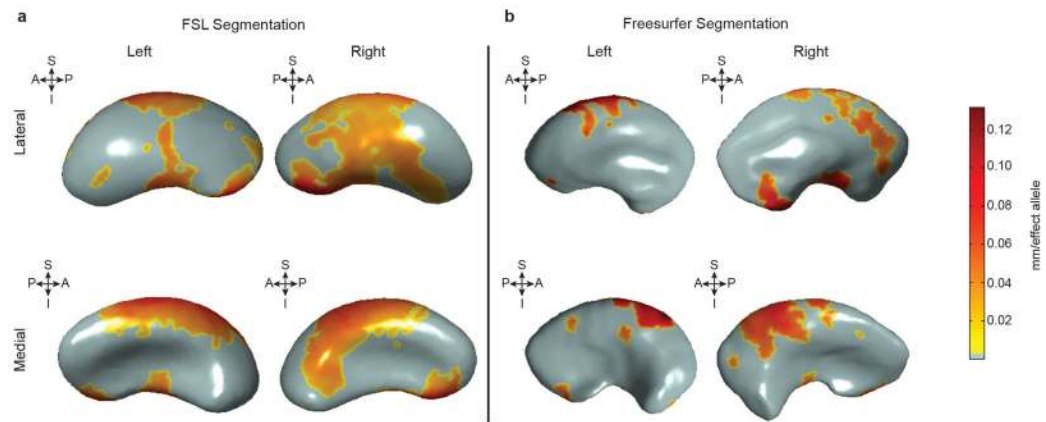 a
FSL Segmentation
Left
Right
S
A P
I
S
P A
I
Lateral
S
P A
I
S
A P
I
Medial
b
Freesurfer Segmentation
Left
Right
S
A P
I
S
P A
I
S
P A
I
S
A P
I
0.12
0.10
0.08
0.06
0.04
0.02
mm/effect allele